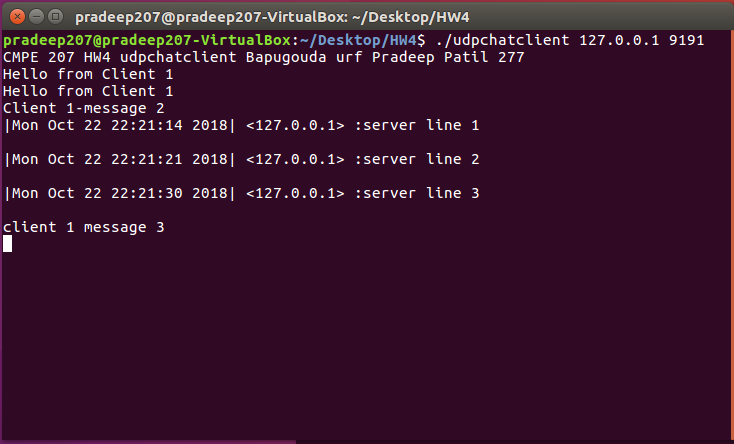 pradeep207@pradeep207-VirtualBox: ~/Desktop/HW4
pradeep207@pradeep207-VirtualBox:~/Desktop/HW4$ ./udpchatclient 127.0.0.1 9191
CMPE 207 HW4 udpchatclient Bapugouda urf Pradeep Patil 277
Hello from Client 1
Hello from Client 1
Client 1-message 2
|Mon Oct 22 22:21:14 2018| <127.0.0.1> :server line 1
|Mon Oct 22 22:21:21 2018| <127.0.0.1> :server line 2
|Mon Oct 22 22:21:30 2018| <127.0.0.1> :server line 3
client 1 message 3